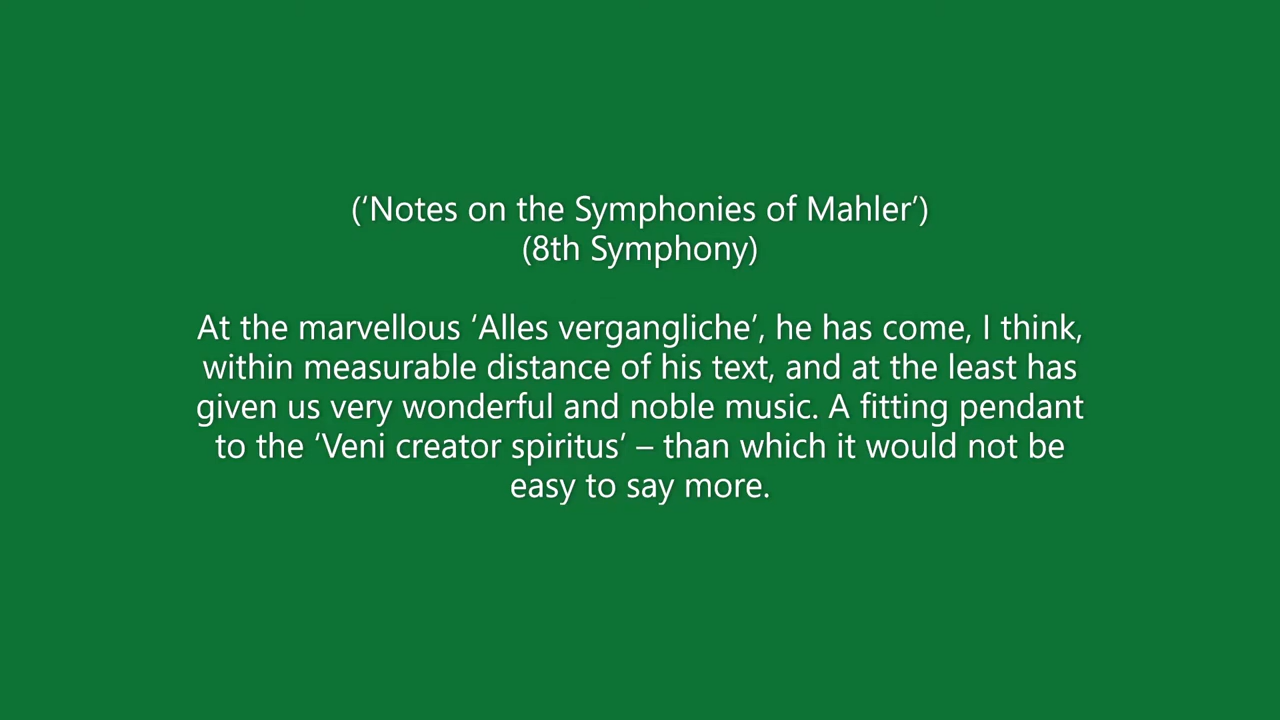 (‘Notes on the Symphonies of Mahler’)
(8th Symphony)
At the marvellous ‘Alles vergangliche’, he has come, I think,
within measurable distance of his text, and at the least has
given us very wonderful and noble music. A fitting pendant
to the ‘Veni creator spiritus’ – than which it would not be
easy to say more.